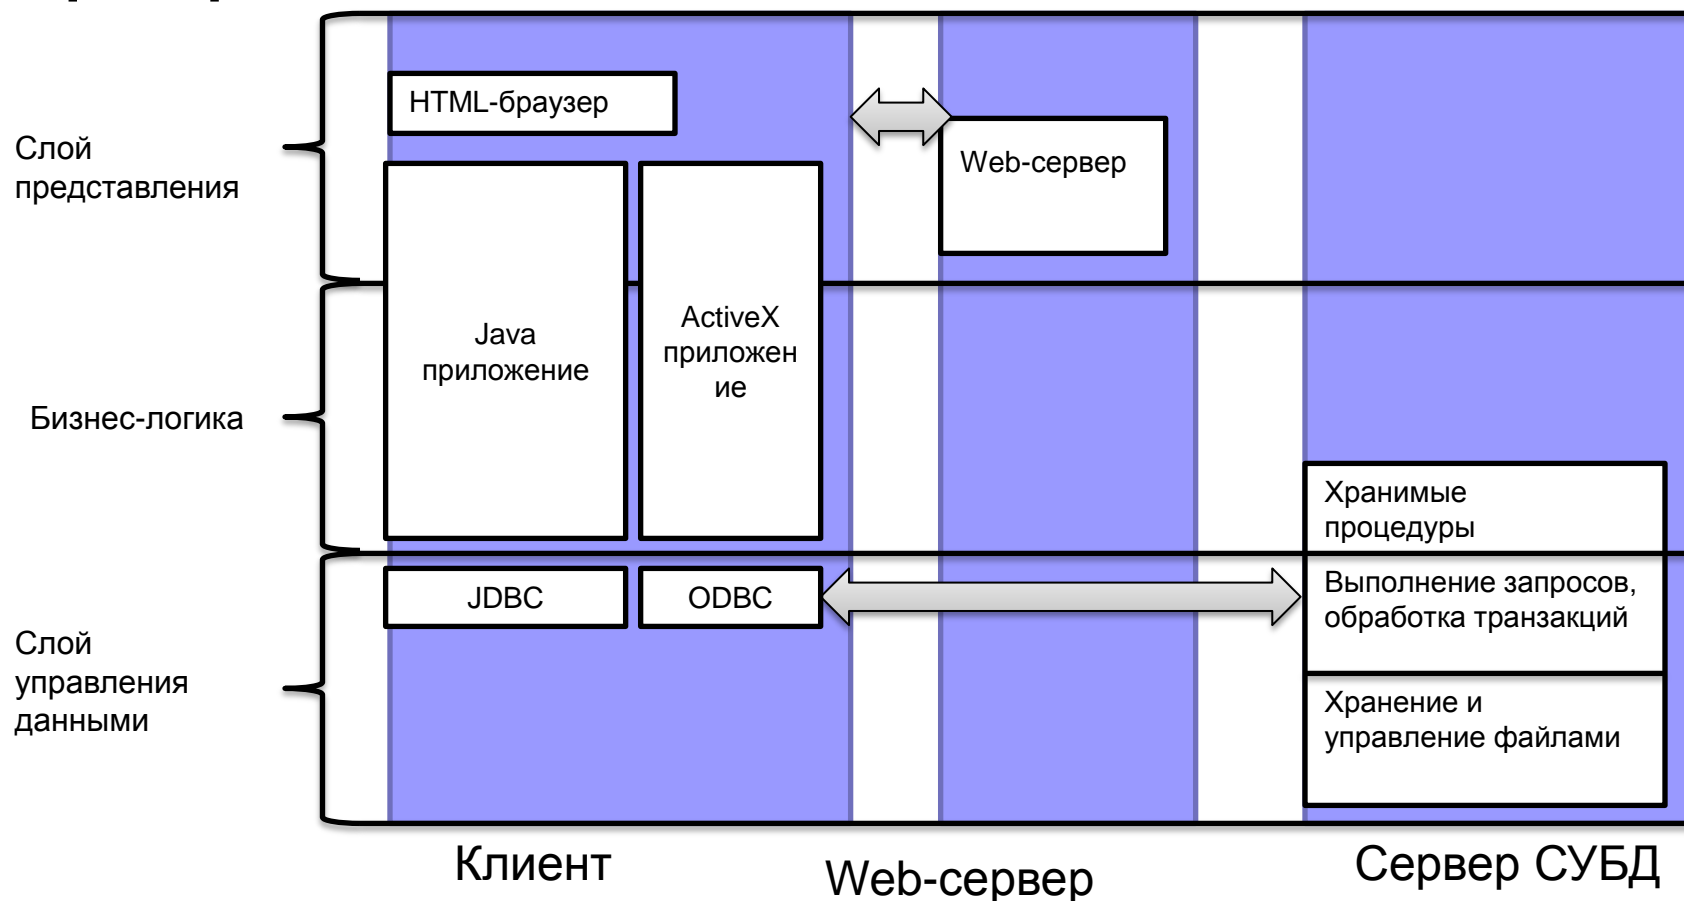 HTML-браузер
Слой
представления
Web-сервер
Java
приложение
ActiveX
приложен
ие
Бизнес-логика
Хранимые
процедуры
JDBC
ODBC
Выполнение запросов,
обработка транзакций
Слой
управления
данными
Хранение и
управление файлами
Клиент
Web-сервер
Сервер СУБД